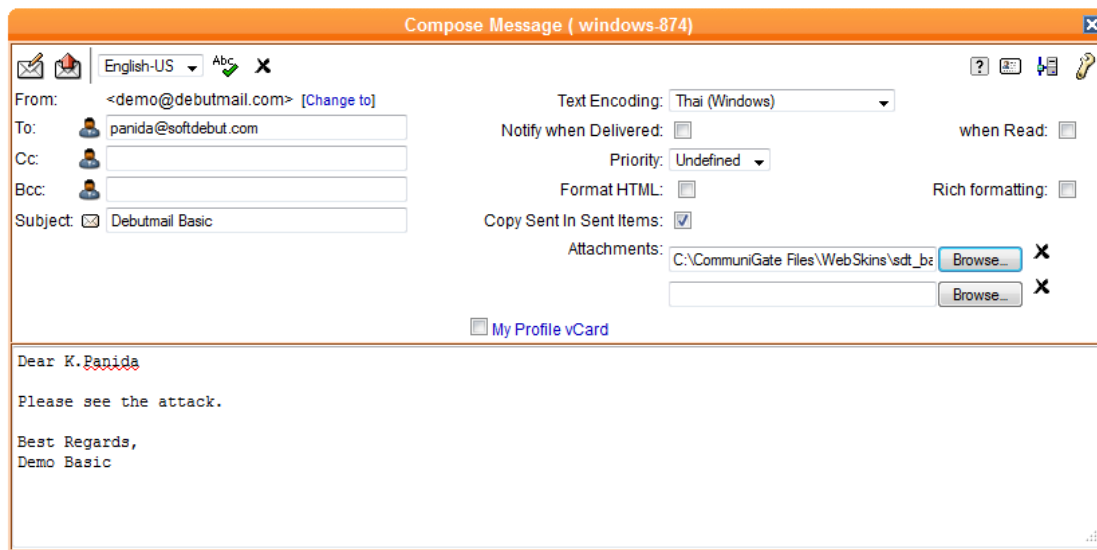 Compose Message ( windows-874)
English-US Abc
From: <demo@debutmail.com> [Change to] Text Encoding: Thai (Windows)
To: panida@softdebut.com Notify when Delivered: when Read:
Cc: Priority: Undefined
Bcc: Format HTML: Rich formatting:
Subject: Debutmail Basic Copy Sent In Sent Items:
Attachments: C:\CommuniGate Files\WebSkins\sdt_ba Browse...
Browse...
My Profile vCard
Dear K.Panida
Please see the attack.
Best Regards,
Demo Basic